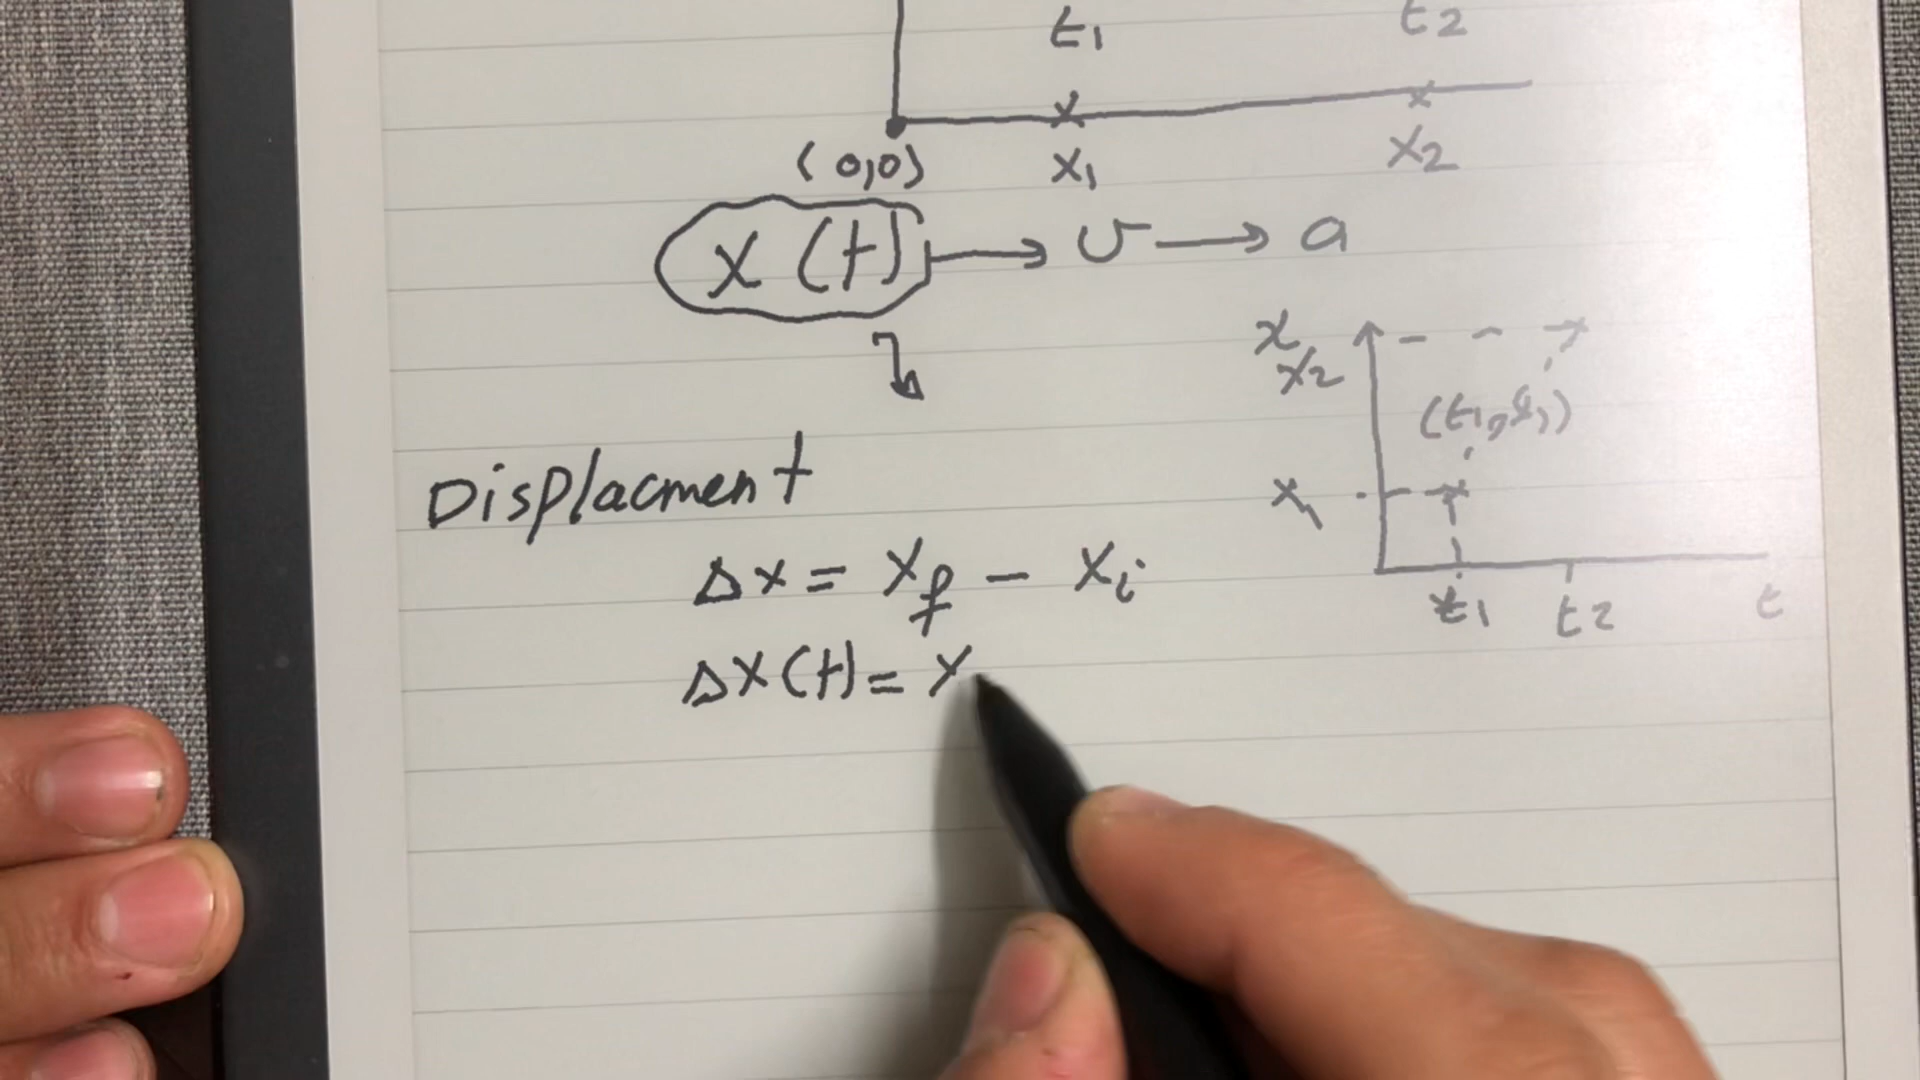 t1 t2
(0,0) x1 x2
x(t) → v → a
x
x2
(t1,x1)
x1
t1 t2 t
Displacment
Δx = xf - xi
Δx(t) = x